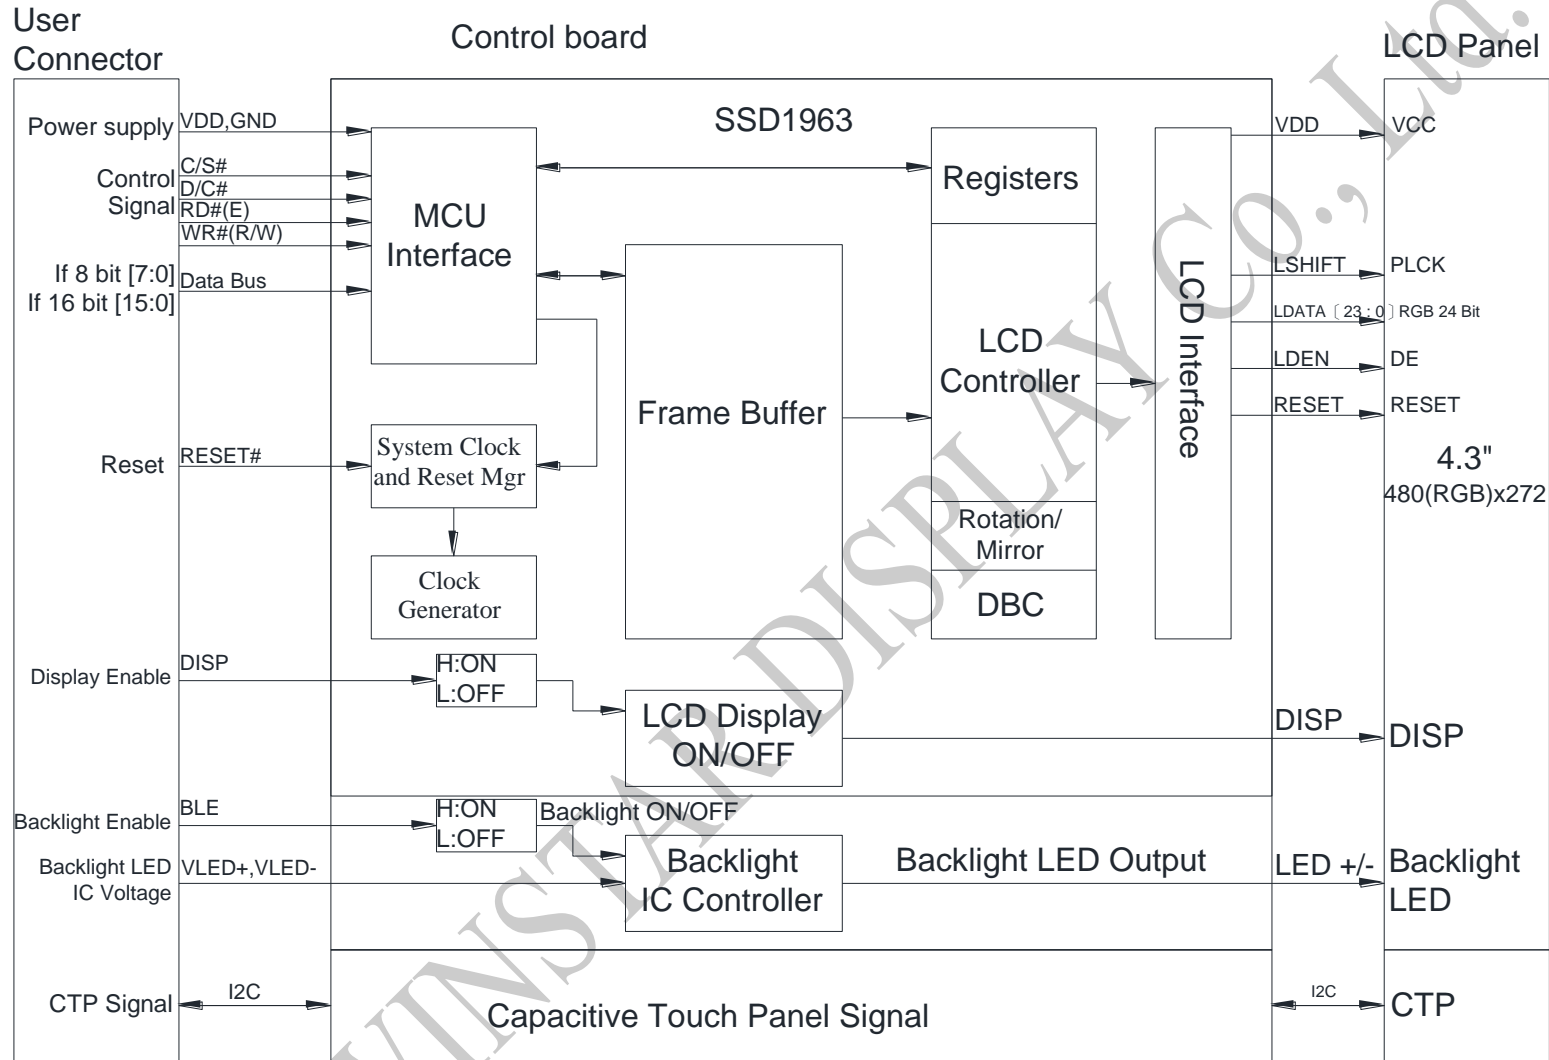 User
Connector
Control board
LCD Panel
SSD1963
Power supply
VDD,GND
Control
Signal
C/S#
D/C#
RD#(E)
WR#(R/W)
If 8 bit [7:0]
If 16 bit [15:0]
Data Bus
MCU
Interface
Registers
LCD
Controller
Rotation/
Mirror
DBC
Frame Buffer
LCD Interface
VDD
VCC
LSHIFT
PLCK
LDATA〔23:0〕RGB 24 Bit
LDEN
DE
RESET
RESET
4.3"
480(RGB)x272
Reset
RESET#
System Clock
and Reset Mgr
Clock
Generator
Display Enable
DISP
H:ON
L:OFF
LCD Display
ON/OFF
DISP
DISP
Backlight Enable
BLE
H:ON
L:OFF
Backlight ON/OFF
Backlight LED
IC Voltage
VLED+,VLED-
Backlight
IC Controller
Backlight LED Output
LED +/-
Backlight
LED
CTP Signal
I2C
Capacitive Touch Panel Signal
I2C
CTP
WINSTAR DISPLAY Co., Ltd.